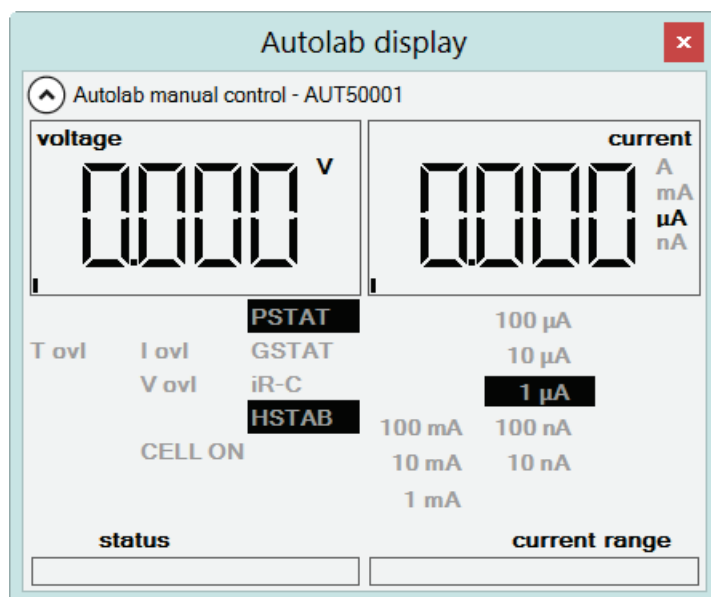 Autolab display
Autolab manual control - AUT50001
voltage
0.000 V
current
0.000
A
mA
µA
nA
PSTAT
100 µA
T ovl I ovl GSTAT
10 µA
V ovl iR-C
1 µA
HSTAB
100 mA 100 nA
CELL ON
10 mA 10 nA
1 mA
status
current range